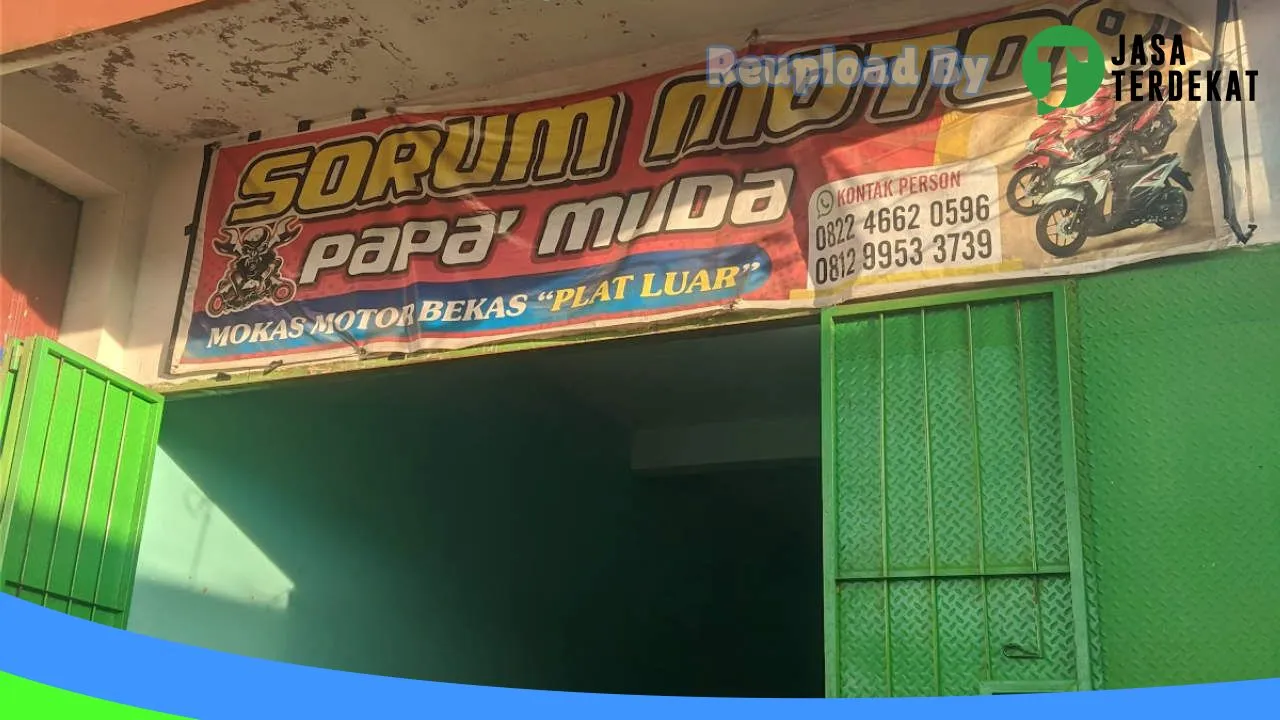 Reupload By
JASA
TERDEKAT
SORUM MOTOR
PAPA' MUDA
MOKAS MOTOR BEKAS “PLAT LUAR”
KONTAK PERSON
0822 4662 0596
0812 9953 3739